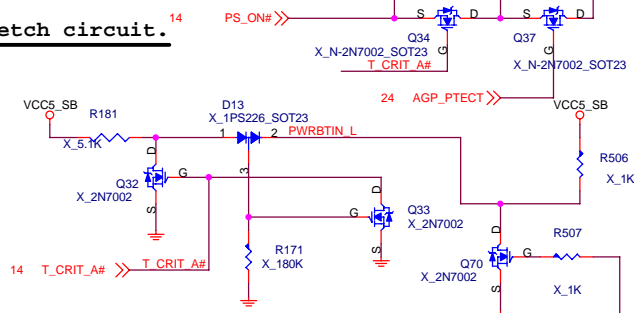 14 PS_ON#
etch circuit.
S D S D
Q34 Q37
G G
X_N-2N7002_SOT23 X_N-2N7002_SOT23
T_CRIT_A#
24 AGP_PTECT
VCC5_SB D13 VCC5_SB
R181 X_1PS226_SOT23
1 2 PWRBTIN_L
X_5.1K R506
D
Q32 G 3 D X_1K
X_2N7002
S G Q33
X_2N7002
R171 S D R507
14 T_CRIT_A# T_CRIT_A# X_180K Q70 G
X_2N7002
S X_1K